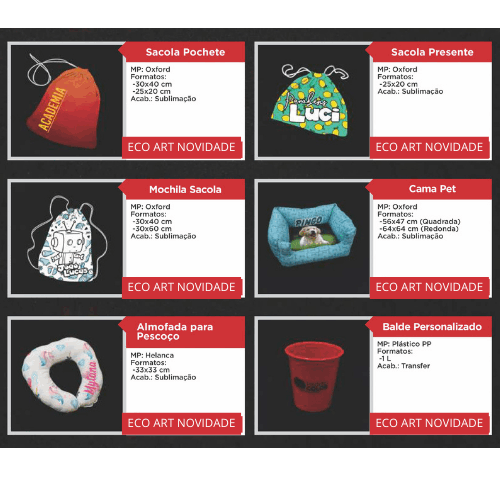 Sacola Pochete
MP: Oxford
Formatos:
-30x40 cm
-25x20 cm
Acab.: Sublimação
ACADEMIA
ECO ART NOVIDADE
Sacola Presente
MP: Oxford
Formatos:
-25x20 cm
Acab.: Sublimação
Luci
ECO ART NOVIDADE
Mochila Sacola
MP: Oxford
Formatos:
-30x40 cm
-30x60 cm
Acab.: Sublimação
ECO ART NOVIDADE
Cama Pet
MP: Oxford
Formatos:
-56x47 cm (Quadrada)
-64x64 cm (Redonda)
Acab.: Sublimação
PINGO
ECO ART NOVIDADE
Almofada para
Pescoço
MP: Helanca
Formatos:
-33x33 cm
Acab.: Sublimação
ECO ART NOVIDADE
Balde Personalizado
MP: Plástico PP
Formatos:
-1 L
Acab.: Transfer
ECO ART NOVIDADE